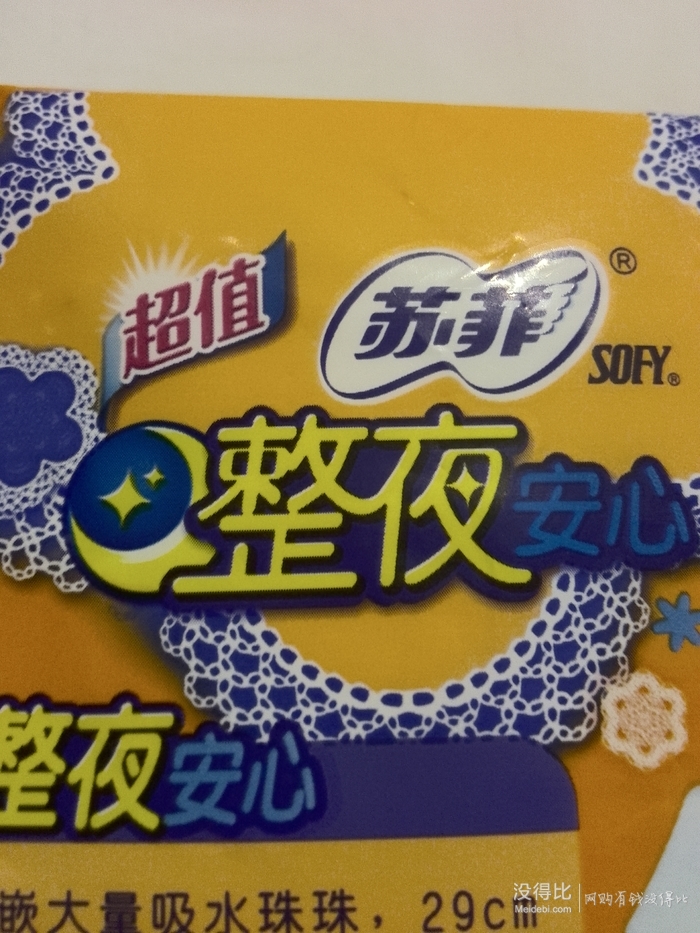 超值
苏菲®
SOFY®
整夜安心
整夜安心
嵌大量吸水珠珠，29cm
没得比
Meidebi.com
网购有钱没得比